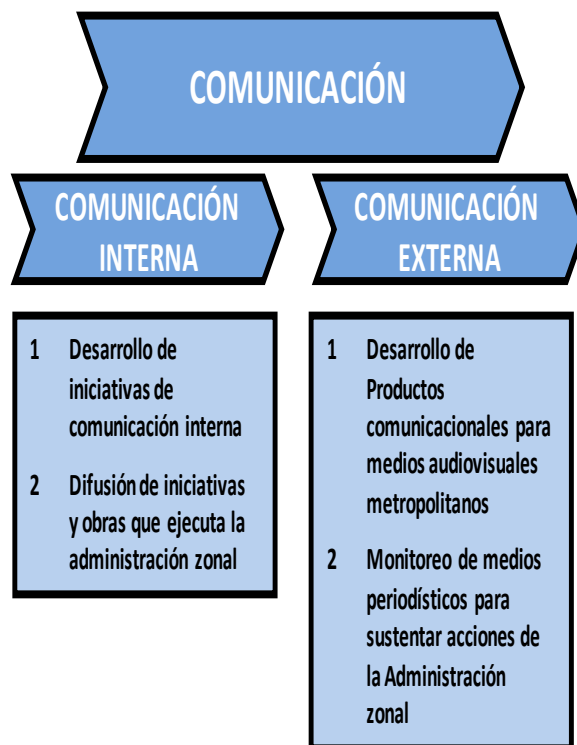 COMUNICACIÓN
COMUNICACIÓN
INTERNA
1 Desarrollo de
iniciativas de
comunicación interna
2 Difusión de iniciativas
y obras que ejecuta la
administración zonal
COMUNICACIÓN
EXTERNA
1 Desarrollo de
Productos
comunicacionales para
medios audiovisuales
metropolitanos
2 Monitoreo de medios
periodísticos para
sustentar acciones de
la Administración
zonal